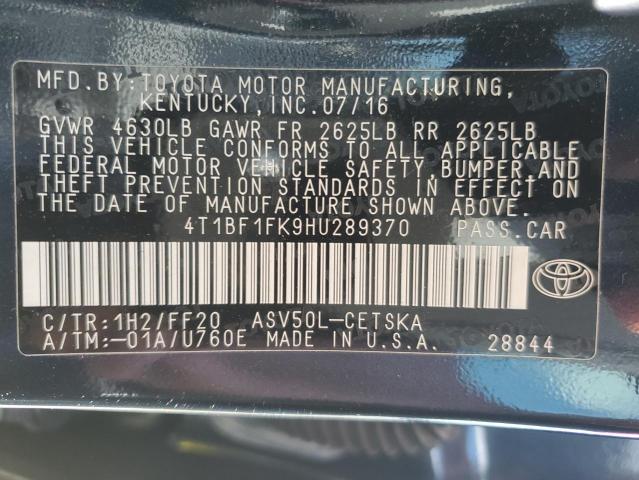 MFD.BY:TOYOTA MOTOR MANUFACTURING,
KENTUCKY,INC.07/16
GVWR 4630LB GAWR FR 2625LB RR 2625LB
THIS VEHICLE CONFORMS TO ALL APPLICABLE
FEDERAL MOTOR VEHICLE SAFETY,BUMPER,AND
THEFT PREVENTION STANDARDS IN EFFECT ON
THE DATE OF MANUFACTURE SHOWN ABOVE.
4T1BF1FK9HU289370 PASS.CAR
C/TR:1H2/FF20 ASV50L-CETSKA
A/TM:-01A/U760E MADE IN U.S.A. 28844